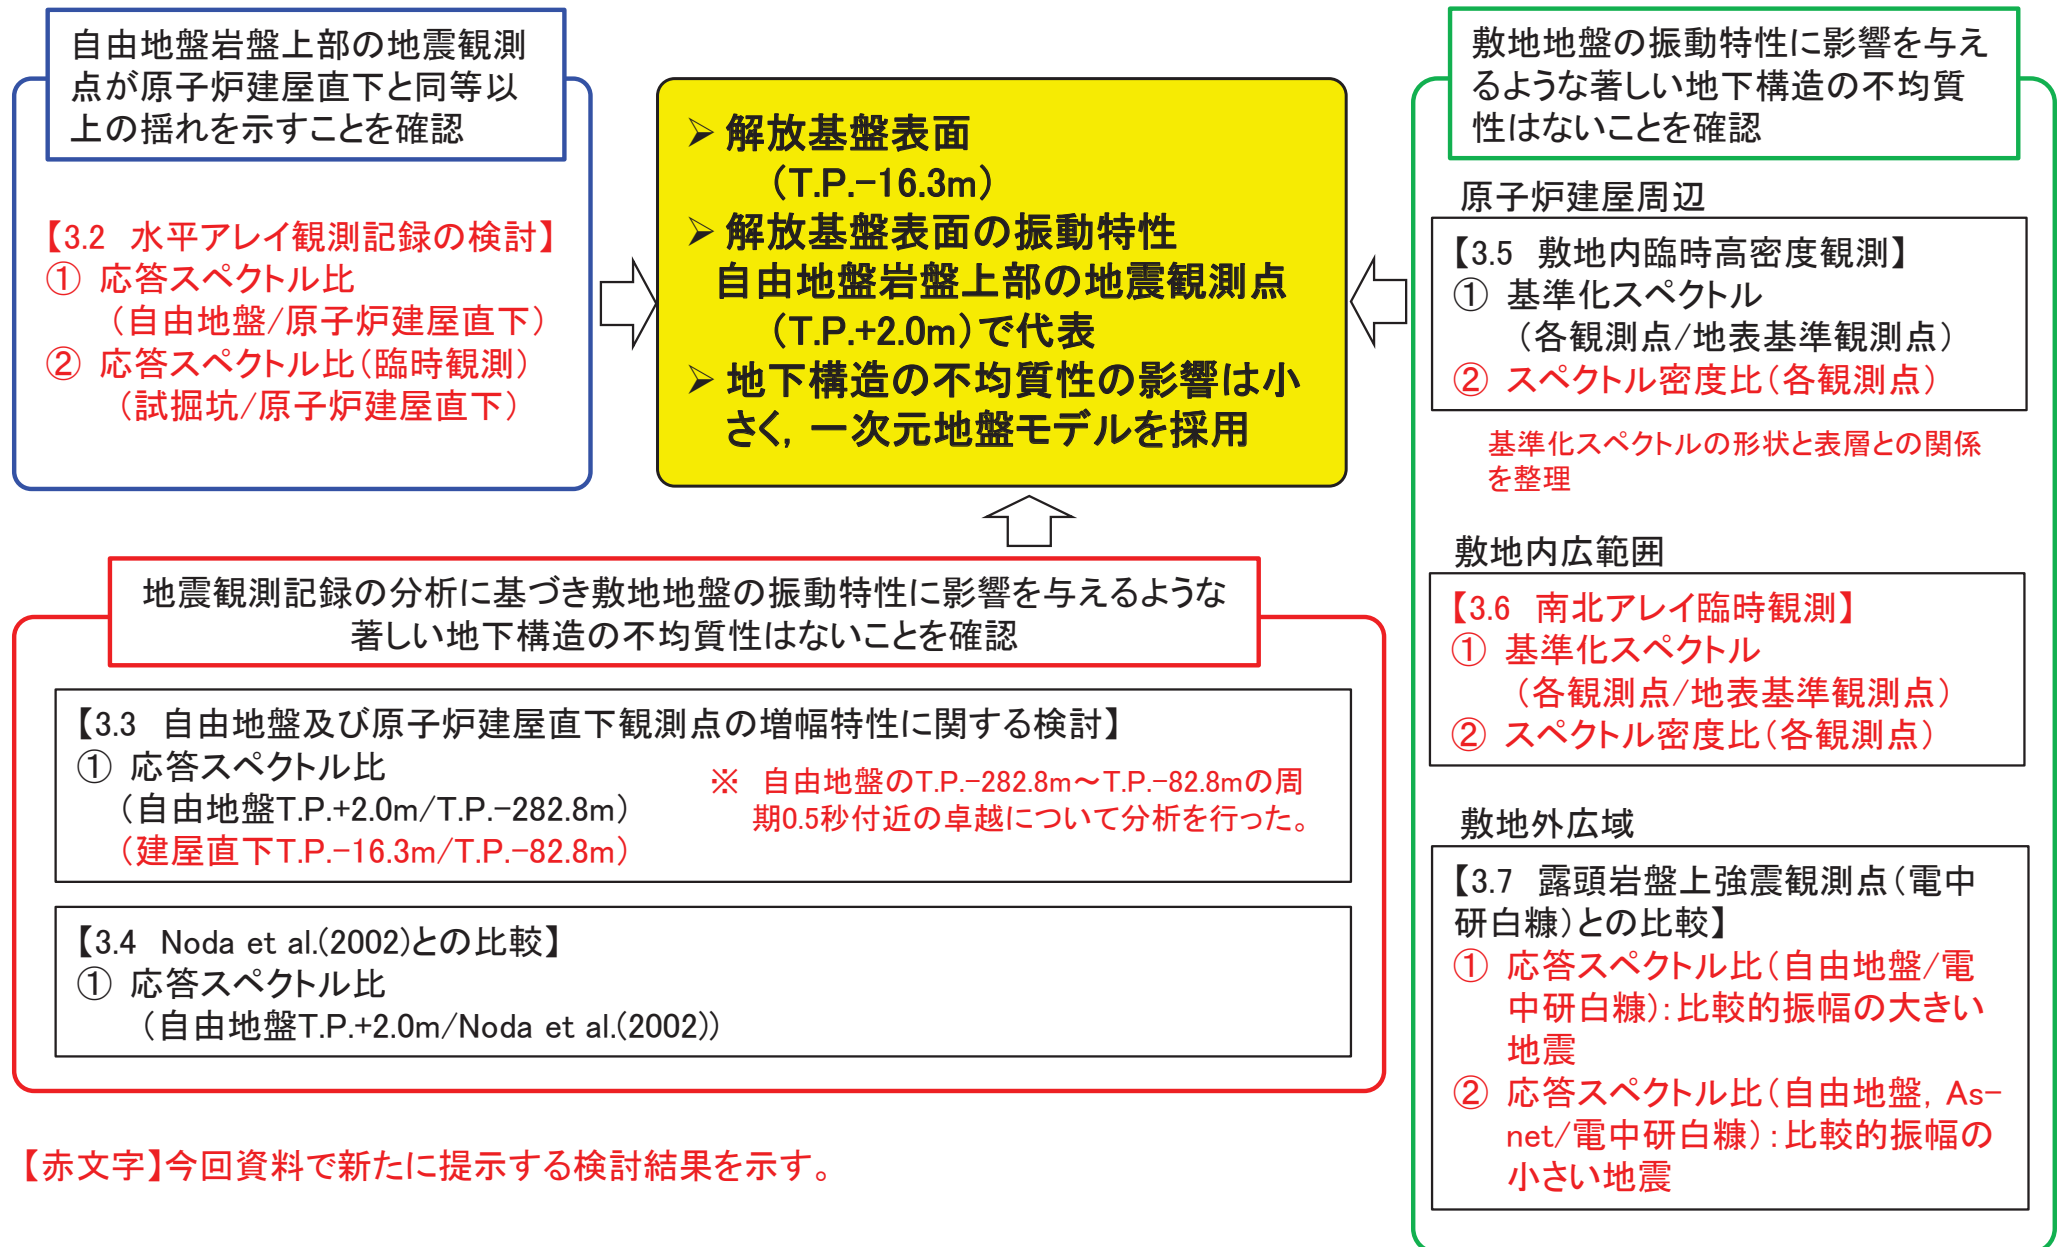 自由地盤岩盤上部の地震観測
点が原子炉建屋直下と同等以
上の揺れを示すことを確認
【3.2 水平アレイ観測記録の検討】
① 応答スペクトル比
（自由地盤/原子炉建屋直下）
② 応答スペクトル比（臨時観測）
（試掘坑/原子炉建屋直下）
➢ 解放基盤表面
（T.P.-16.3m）
➢ 解放基盤表面の振動特性
自由地盤岩盤上部の地震観測点
（T.P.+2.0m）で代表
➢ 地下構造の不均質性の影響は小
さく, 一次元地盤モデルを採用
敷地地盤の振動特性に影響を与え
るような著しい地下構造の不均質
性はないことを確認
原子炉建屋周辺
【3.5 敷地内臨時高密度観測】
① 基準化スペクトル
（各観測点/地表基準観測点）
② スペクトル密度比（各観測点）
基準化スペクトルの形状と表層との関係
を整理
敷地内広範囲
【3.6 南北アレイ臨時観測】
① 基準化スペクトル
（各観測点/地表基準観測点）
② スペクトル密度比（各観測点）
敷地外広域
【3.7 露頭岩盤上強震観測点（電中
研白糠）との比較】
① 応答スペクトル比（自由地盤/電
中研白糠）：比較的振幅の大きい
地震
② 応答スペクトル比（自由地盤, As-
net/電中研白糠）：比較的振幅の
小さい地震
地震観測記録の分析に基づき敷地地盤の振動特性に影響を与えるような
著しい地下構造の不均質性はないことを確認
【3.3 自由地盤及び原子炉建屋直下観測点の増幅特性に関する検討】
① 応答スペクトル比
（自由地盤T.P.+2.0m/T.P.-282.8m）
（建屋直下T.P.-16.3m/T.P.-82.8m）
※ 自由地盤のT.P.-282.8m～T.P.-82.8mの周
期0.5秒付近の卓越について分析を行った。
【3.4 Noda et al.(2002)との比較】
① 応答スペクトル比
（自由地盤T.P.+2.0m/Noda et al.(2002)）
【赤文字】今回資料で新たに提示する検討結果を示す。